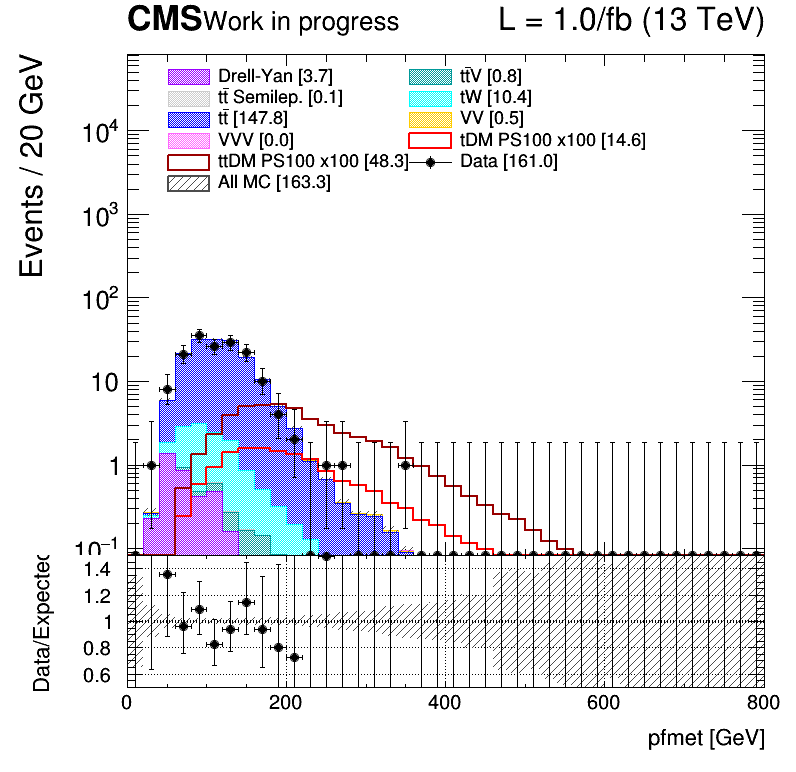 CMS Work in progress L = 1.0/fb (13 TeV)
Events / 20 GeV
Drell-Yan [3.7] tt̄V [0.8]
tt̄ Semilep. [0.1] tW [10.4]
tt̄ [147.8] VV [0.5]
VVV [0.0] tDM PS100 x100 [14.6]
ttDM PS100 x100 [48.3] Data [161.0]
All MC [163.3]
10⁴
10³
10²
10
1
10⁻¹
Data/Expected
1.4
1.2
1
0.8
0.6
0 200 400 600 800
pfmet [GeV]